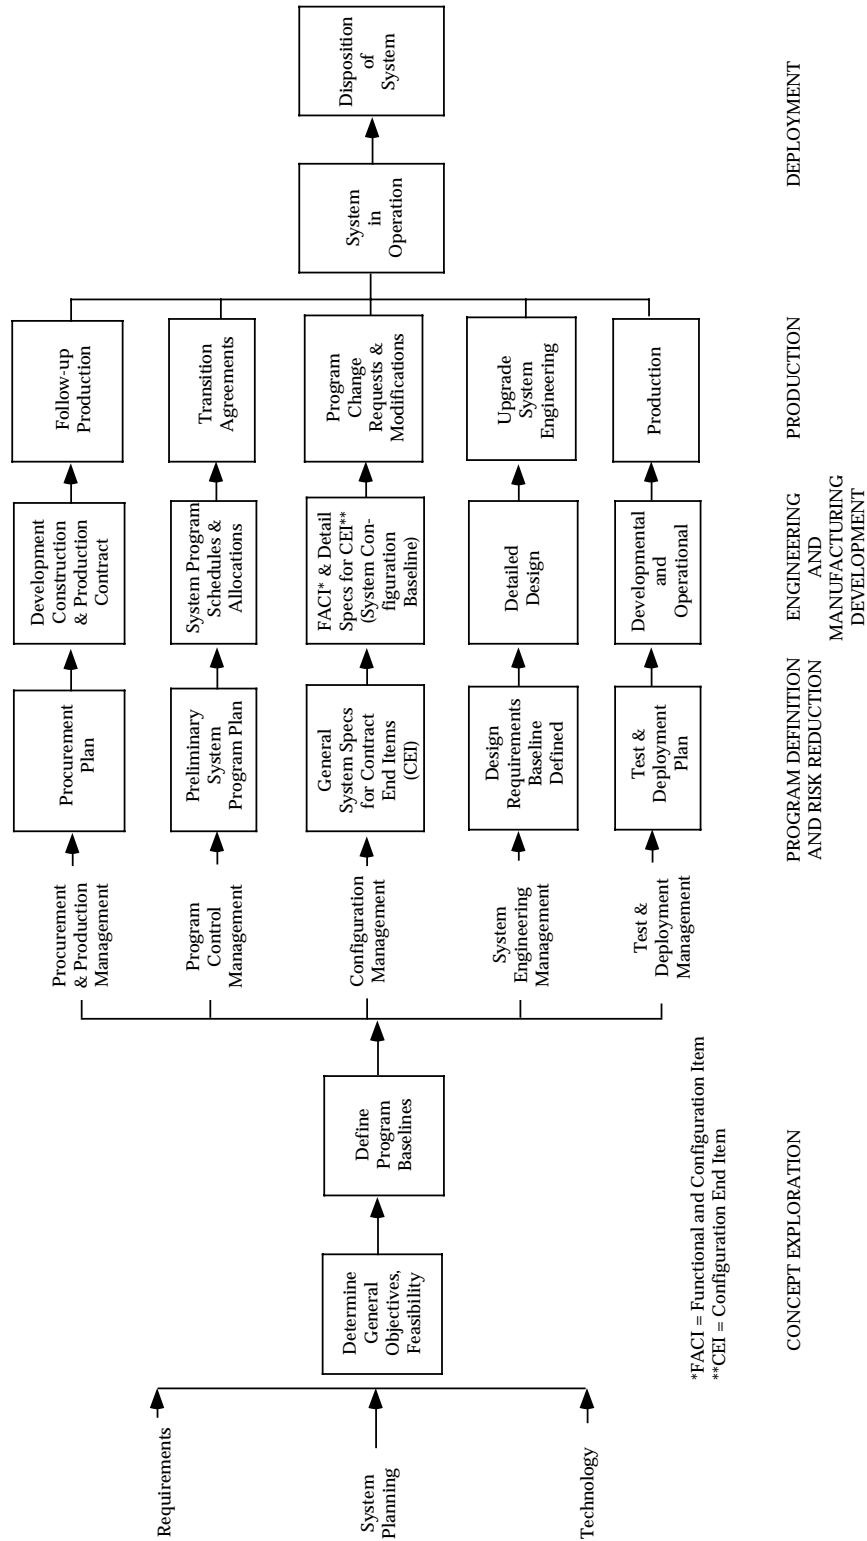 Requirements
System
Planning
Technology
Determine
General
Objectives,
Feasibility
Define
Program
Baselines
Procurement
& Production
Management
Program
Control
Management
Configuration
Management
System
Engineering
Management
Test &
Deployment
Management
Procurement
Plan
Preliminary
System
Program Plan
General
System Specs
for Contract
End Items
(CEI)
Design
Requirements
Baseline
Defined
Test &
Deployment
Plan
Development
Construction
& Production
Contract
System Program
Schedules &
Allocations
FACI* & Detail
Specs for CEI**
(System Con-
figuration
Baseline)
Detailed
Design
Developmental
and
Operational
Follow-up
Production
Transition
Agreements
Program
Change
Requests &
Modifications
Upgrade
System
Engineering
Production
System
in
Operation
Disposition
of
System
*FACI = Functional and Configuration Item
**CEI = Configuration End Item
CONCEPT EXPLORATION
PROGRAM DEFINITION
AND RISK REDUCTION
ENGINEERING
AND
MANUFACTURING
DEVELOPMENT
PRODUCTION
DEPLOYMENT